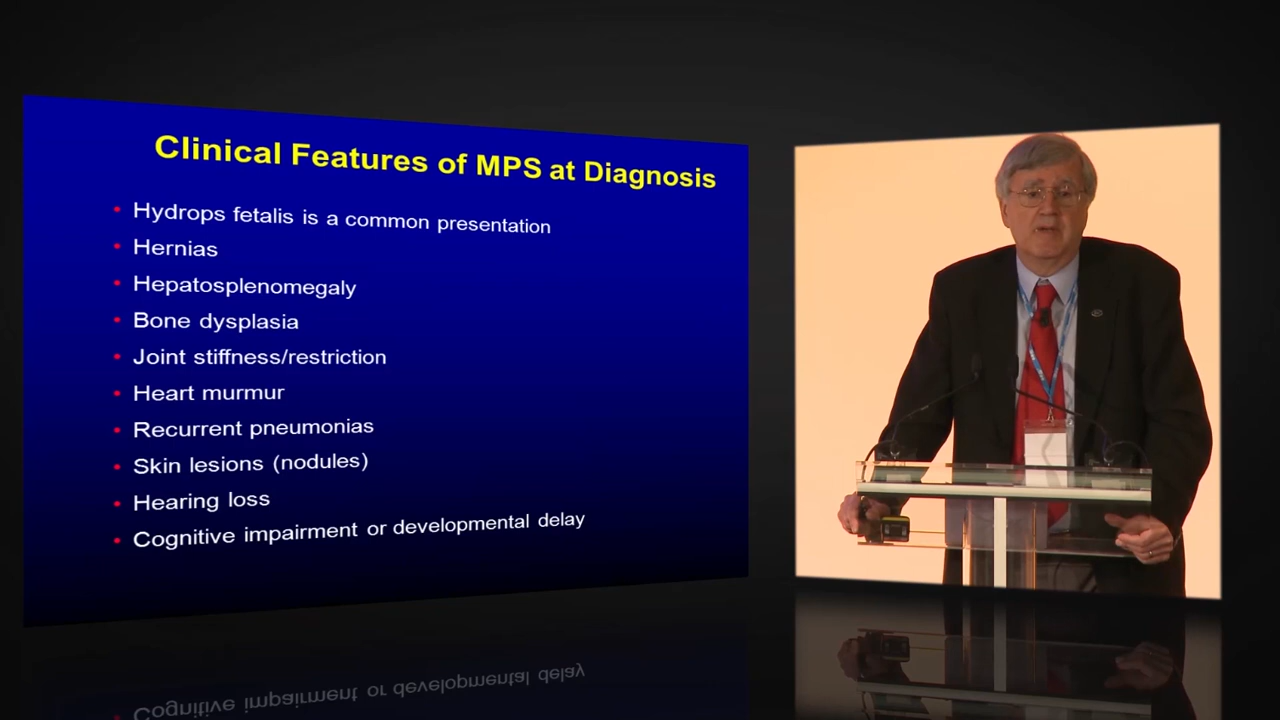 Clinical Features of MPS at Diagnosis
• Hydrops fetalis is a common presentation
• Hernias
• Hepatosplenomegaly
• Bone dysplasia
• Joint stiffness/restriction
• Heart murmur
• Recurrent pneumonias
• Skin lesions (nodules)
• Hearing loss
• Cognitive impairment or developmental delay